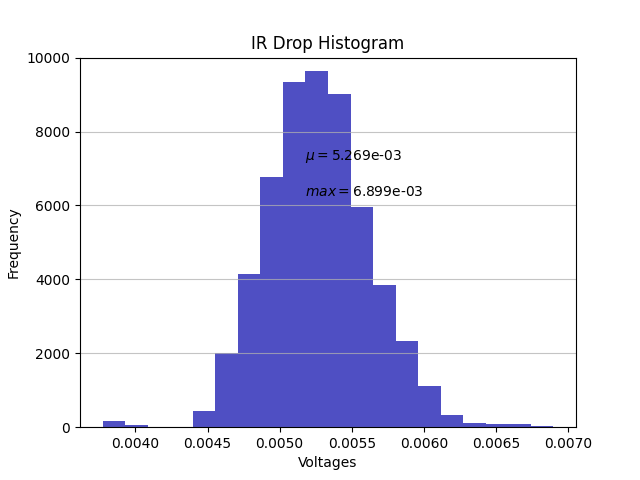 IR Drop Histogram
10000
8000
6000
4000
2000
0
Frequency
μ = 5.269e-03
max = 6.899e-03
0.0040 0.0045 0.0050 0.0055 0.0060 0.0065 0.0070
Voltages